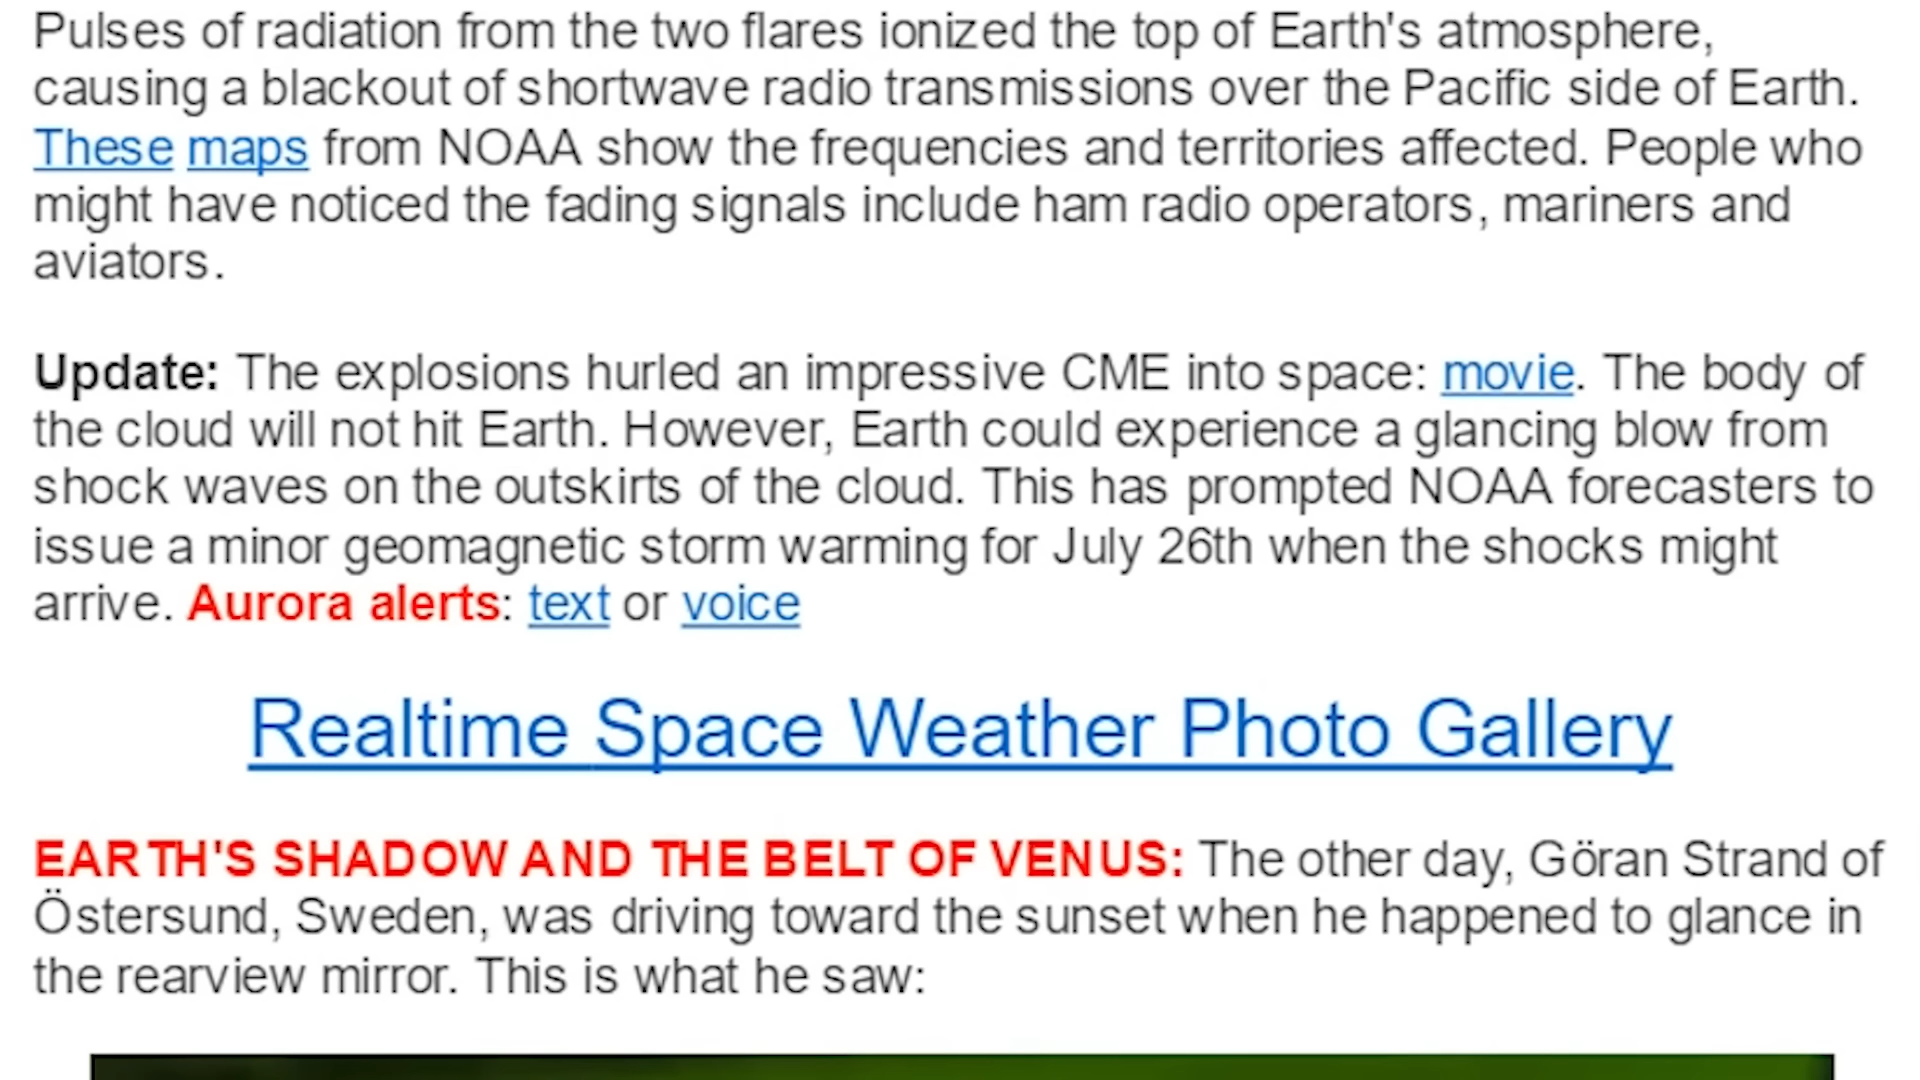 Pulses of radiation from the two flares ionized the top of Earth's atmosphere,
causing a blackout of shortwave radio transmissions over the Pacific side of Earth.
These maps from NOAA show the frequencies and territories affected. People who
might have noticed the fading signals include ham radio operators, mariners and
aviators.
Update: The explosions hurled an impressive CME into space: movie. The body of
the cloud will not hit Earth. However, Earth could experience a glancing blow from
shock waves on the outskirts of the cloud. This has prompted NOAA forecasters to
issue a minor geomagnetic storm warming for July 26th when the shocks might
arrive. Aurora alerts: text or voice
Realtime Space Weather Photo Gallery
EARTH'S SHADOW AND THE BELT OF VENUS: The other day, Göran Strand of
Östersund, Sweden, was driving toward the sunset when he happened to glance in
the rearview mirror. This is what he saw: